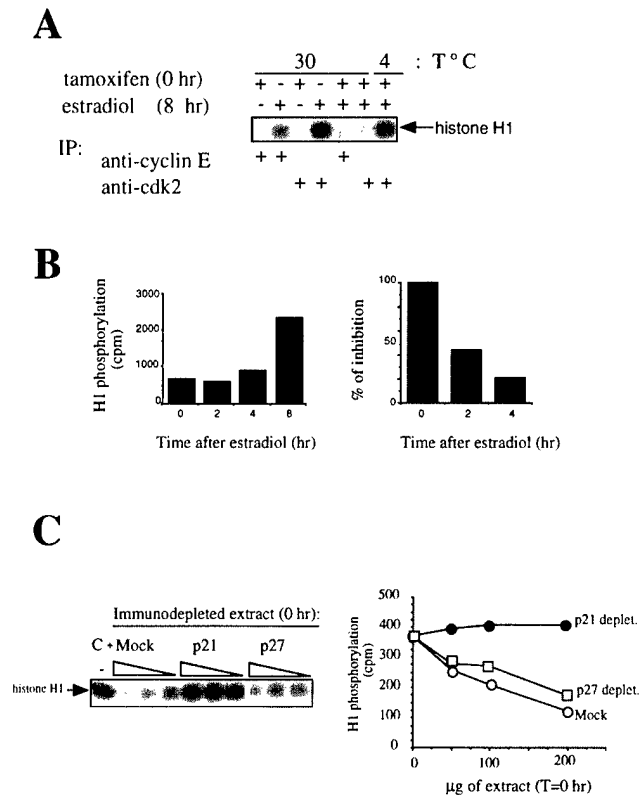 A
30 4 : T°C
tamoxifen (0 hr) + - + - + + +
estradiol (8 hr) - + - + + + +
histone H1
IP:
anti-cyclin E + + +
anti-cdk2 + + + +
B
H1 phosphorylation
(cpm)
3000
2000
1000
0
0 2 4 8
Time after estradiol (hr)
% of inhibition
100
50
0
0 2 4
Time after estradiol (hr)
C
Immunodepleted extract (0 hr):
C + Mock p21 p27
-
histone H1
H1 phosphorylation
(cpm)
500
400
300
200
100
0
p21 deplet.
p27 deplet.
Mock
0 100 200
µg of extract (T=0 hr)